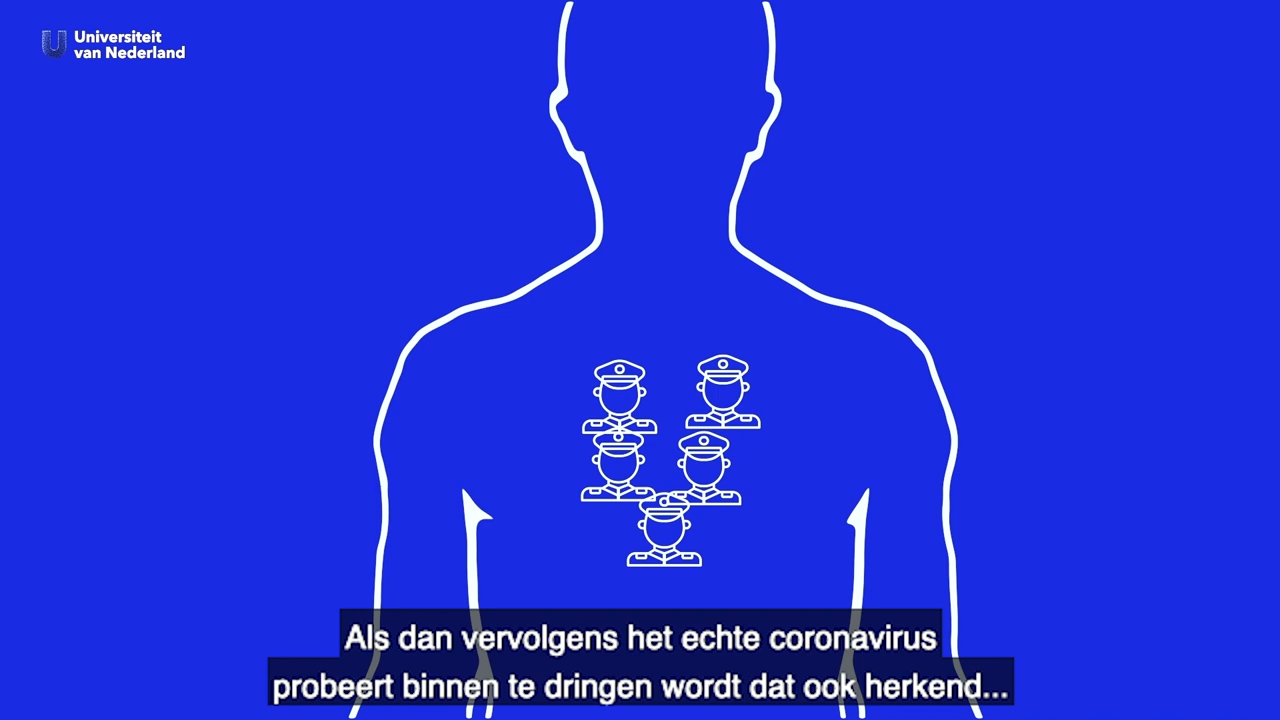 Universiteit
van Nederland
Als dan vervolgens het echte coronavirus
probeert binnen te dringen wordt dat ook herkend...